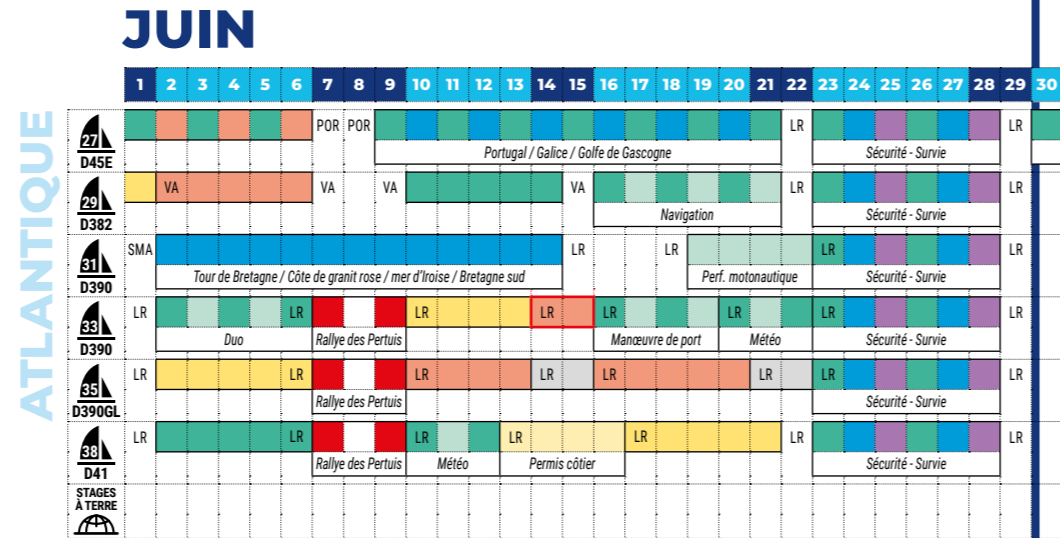 JUIN
1 2 3 4 5 6 7 8 9 10 11 12 13 14 15 16 17 18 19 20 21 22 23 24 25 26 27 28 29 30
ATLANTIQUE
27 POR POR LR LR
D45E Portugal / Galice / Golfe de Gascogne Sécurité - Survie
29 VA VA VA VA LR LR
D382 Navigation Sécurité - Survie
31 SMA LR LR LR LR
D390 Tour de Bretagne / Côte de granit rose / mer d'Iroise / Bretagne sud Perf. motonautique Sécurité - Survie
33 LR LR LR LR LR LR LR LR
D390 Duo Rallye des Pertuis Manœuvre de port Météo Sécurité - Survie
35 LR LR LR LR LR LR LR LR
D390GL Rallye des Pertuis Sécurité - Survie
38 LR LR LR LR LR LR LR
D41 Rallye des Pertuis Météo Permis côtier Sécurité - Survie
STAGES
À TERRE